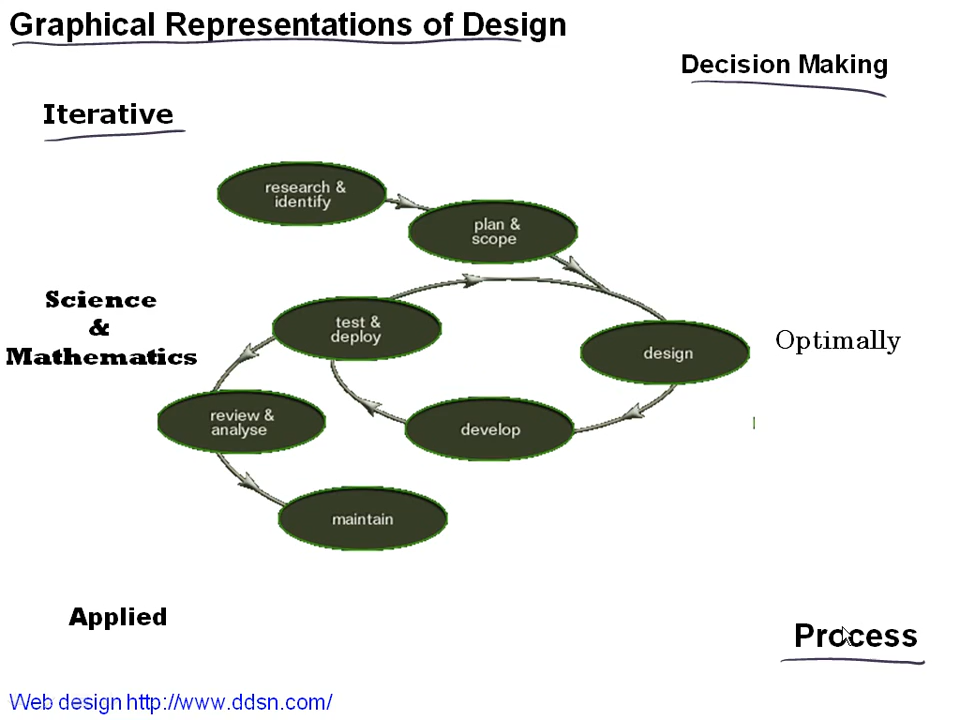 Graphical Representations of Design
Decision Making
Iterative
research &
identify
plan &
scope
Science
&
Mathematics
test &
deploy
design
Optimally
review &
analyse
develop
maintain
Applied
Process
Web design http://www.ddsn.com/